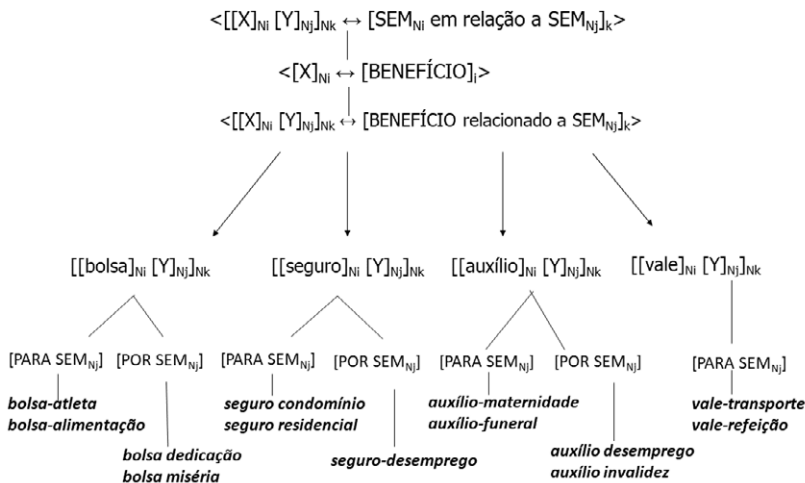 <[[X]Ni [Y]Nj]Nk ↔ [SEMNi em relação a SEMNj]k>
<[X]Ni ↔ [BENEFÍCIO]i>
<[[X]Ni [Y]Nj]Nk ↔ [BENEFÍCIO relacionado a SEMNj]k>
[[bolsa]Ni [Y]Nj]Nk [[seguro]Ni [Y]Nj]Nk [[auxílio]Ni [Y]Nj]Nk [[vale]Ni [Y]Nj]Nk
[PARA SEMNj] [POR SEMNj] [PARA SEMNj] [POR SEMNj] [PARA SEMNj] [POR SEMNj] [PARA SEMNj]
bolsa-atleta
bolsa-alimentação
bolsa dedicação
bolsa miséria
seguro condomínio
seguro residencial
seguro-desemprego
auxílio-maternidade
auxílio-funeral
auxílio desemprego
auxílio invalidez
vale-transporte
vale-refeição